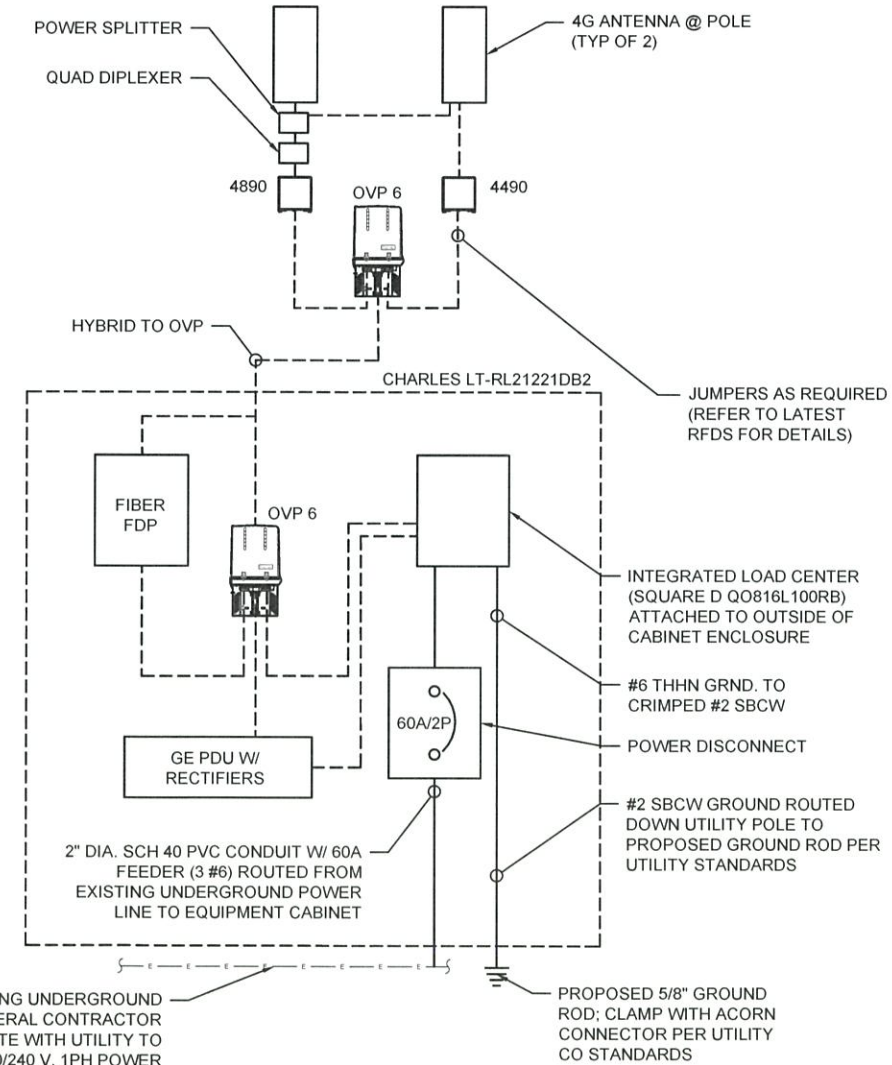 POWER SPLITTER
QUAD DIPLEXER
4G ANTENNA @ POLE
(TYP OF 2)
4890
OVP 6
4490
HYBRID TO OVP
CHARLES LT-RL21221DB2
JUMPERS AS REQUIRED
(REFER TO LATEST
RFDS FOR DETAILS)
FIBER
FDP
OVP 6
INTEGRATED LOAD CENTER
(SQUARE D QO816L100RB)
ATTACHED TO OUTSIDE OF
CABINET ENCLOSURE
#6 THHN GRND. TO
CRIMPED #2 SBCW
60A/2P
POWER DISCONNECT
GE PDU W/
RECTIFIERS
#2 SBCW GROUND ROUTED
DOWN UTILITY POLE TO
PROPOSED GROUND ROD PER
UTILITY STANDARDS
2" DIA. SCH 40 PVC CONDUIT W/ 60A
FEEDER (3 #6) ROUTED FROM
EXISTING UNDERGROUND POWER
LINE TO EQUIPMENT CABINET
E E E E E E E
UNDERGROUND
CONTRACTOR
WITH UTILITY TO
V, 1PH POWER
PROPOSED 5/8" GROUND
ROD; CLAMP WITH ACORN
CONNECTOR PER UTILITY
CO STANDARDS